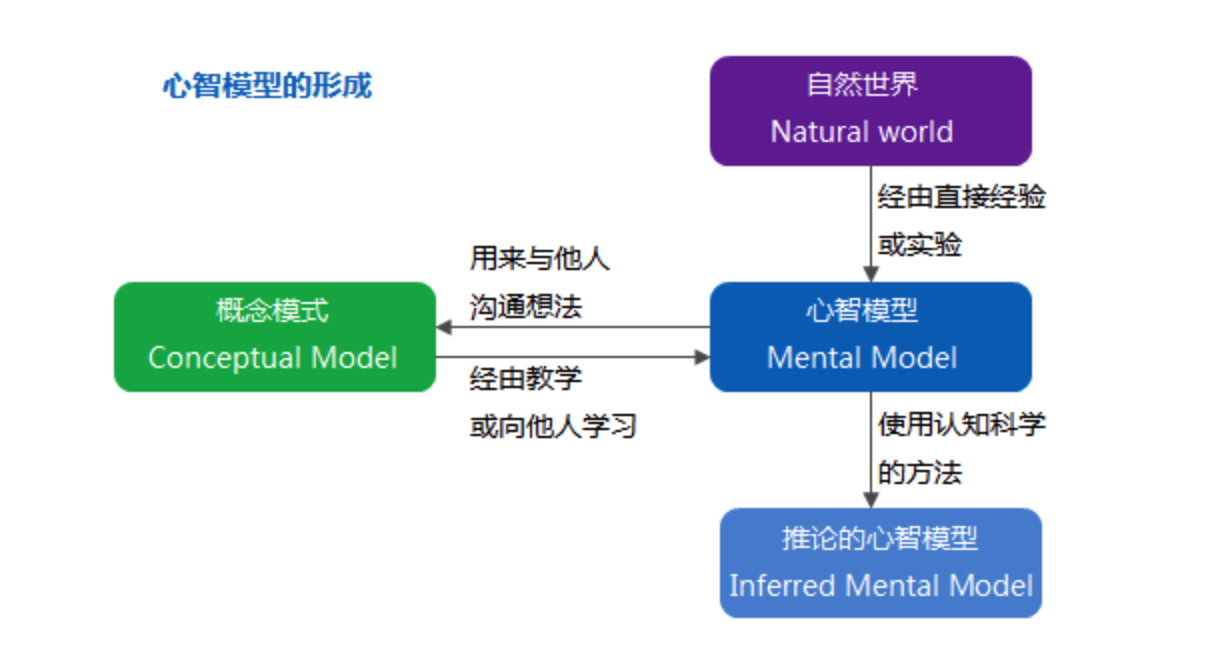 心智模型的形成
自然世界
Natural world
经由直接经验
或实验
用来与他人
沟通想法
概念模式
Conceptual Model
心智模型
Mental Model
经由教学
或向他人学习
使用认知科学
的方法
推论的心智模型
Inferred Mental Model